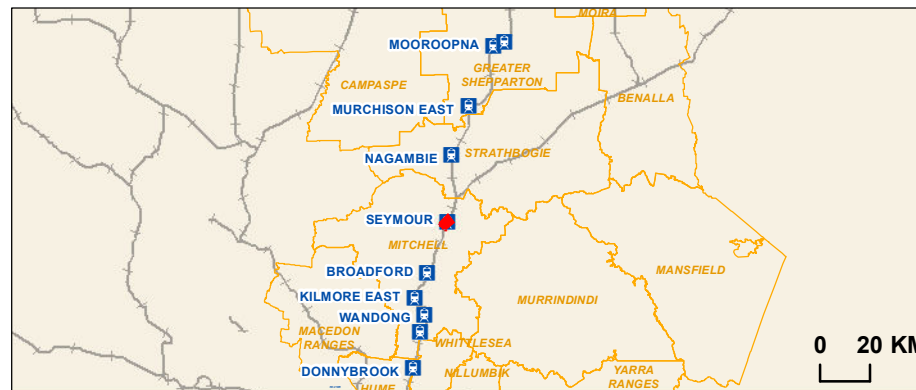 MOIRA
MOOROOPNA
GREATER
SHEPPARTON
CAMPASPE
BENALLA
MURCHISON EAST
STRATHBOGIE
NAGAMBIE
SEYMOUR
MITCHELL
MANSFIELD
BROADFORD
KILMORE EAST
MURRINDINDI
WANDONG
MACEDON
RANGES
WHITTLESEA
0 20 KM
DONNYBROOK
NILLUMBIK
YARRA
RANGES
HUME